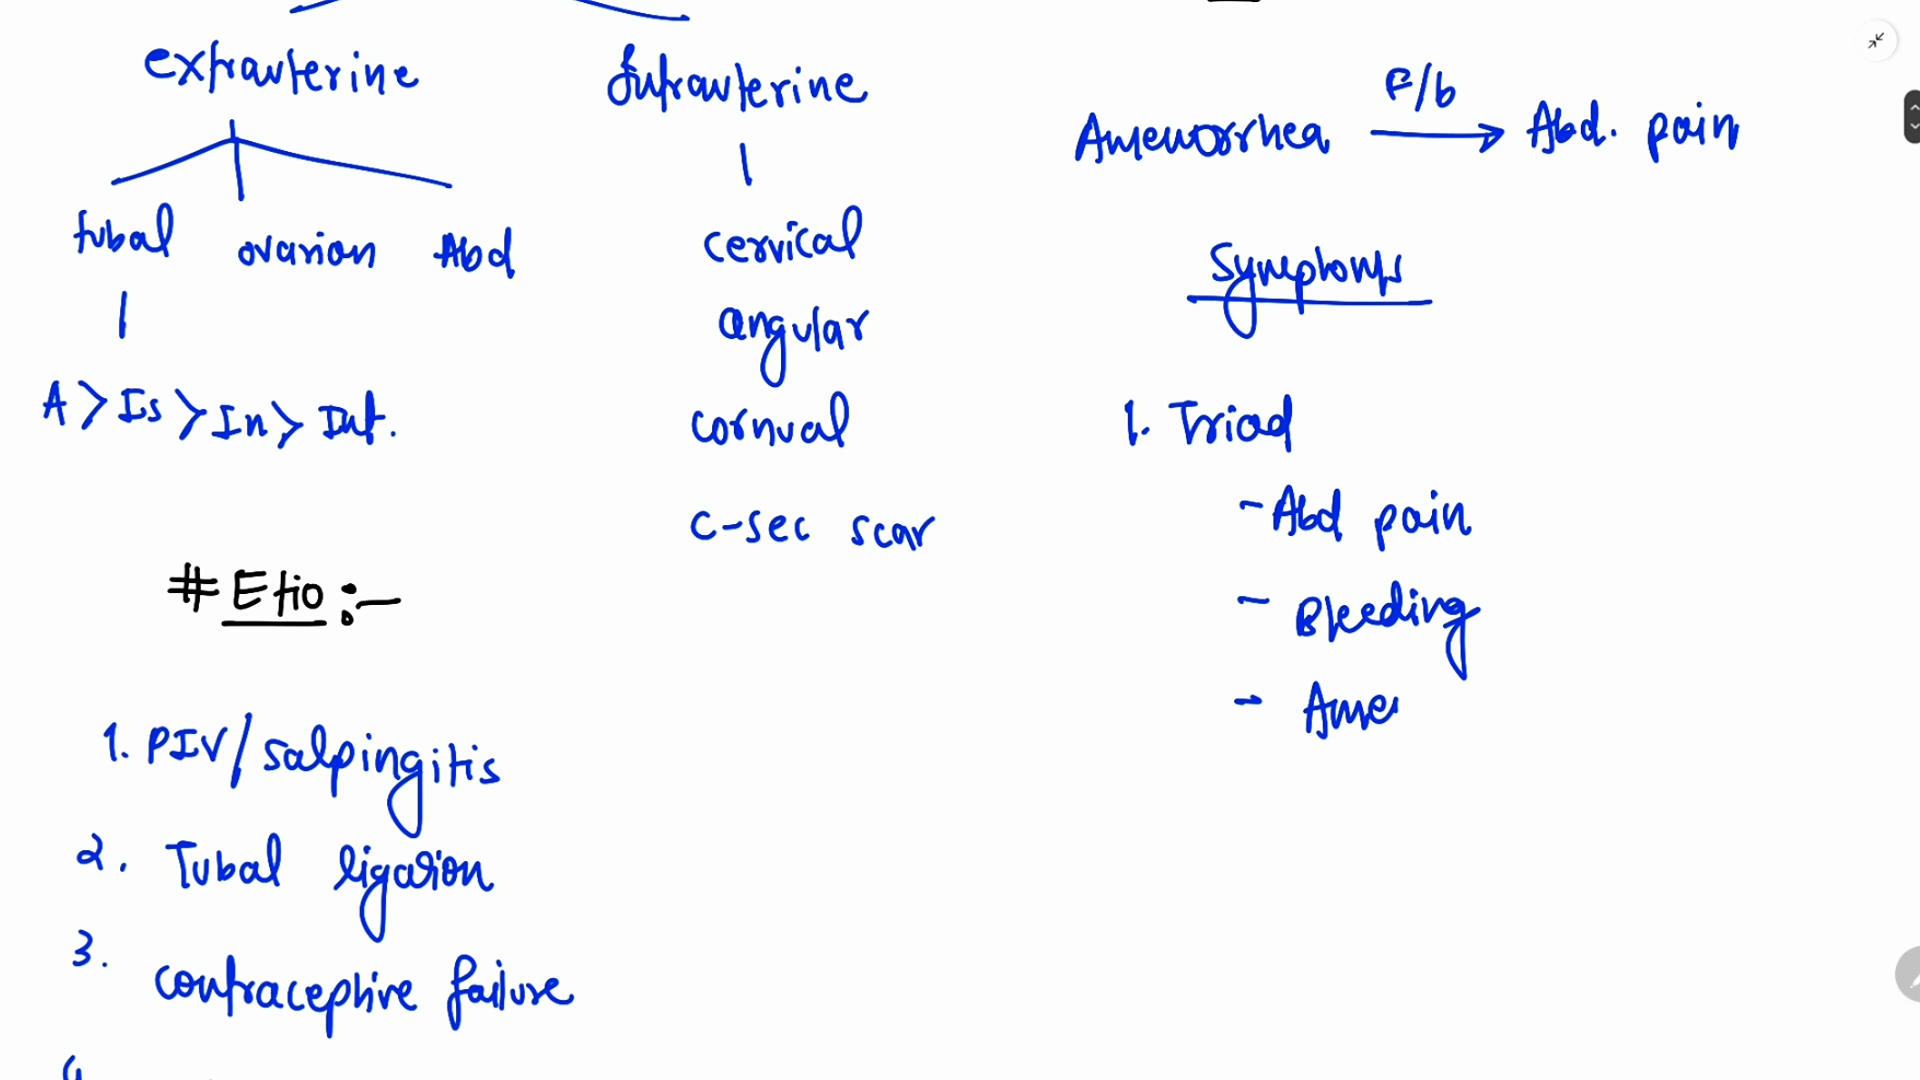 extrauterine
Intrauterine
tubal ovarian Abd
A > Is > In > Int.
cervical
angular
cornual
c-sec scar
# Etio :-
1. PIV/salpingitis
2. Tubal ligation
3. contraceptive failure
F/b
Amenorrhea → Abd. pain
Symptoms
1. Triad
- Abd pain
- Bleeding
- Ame